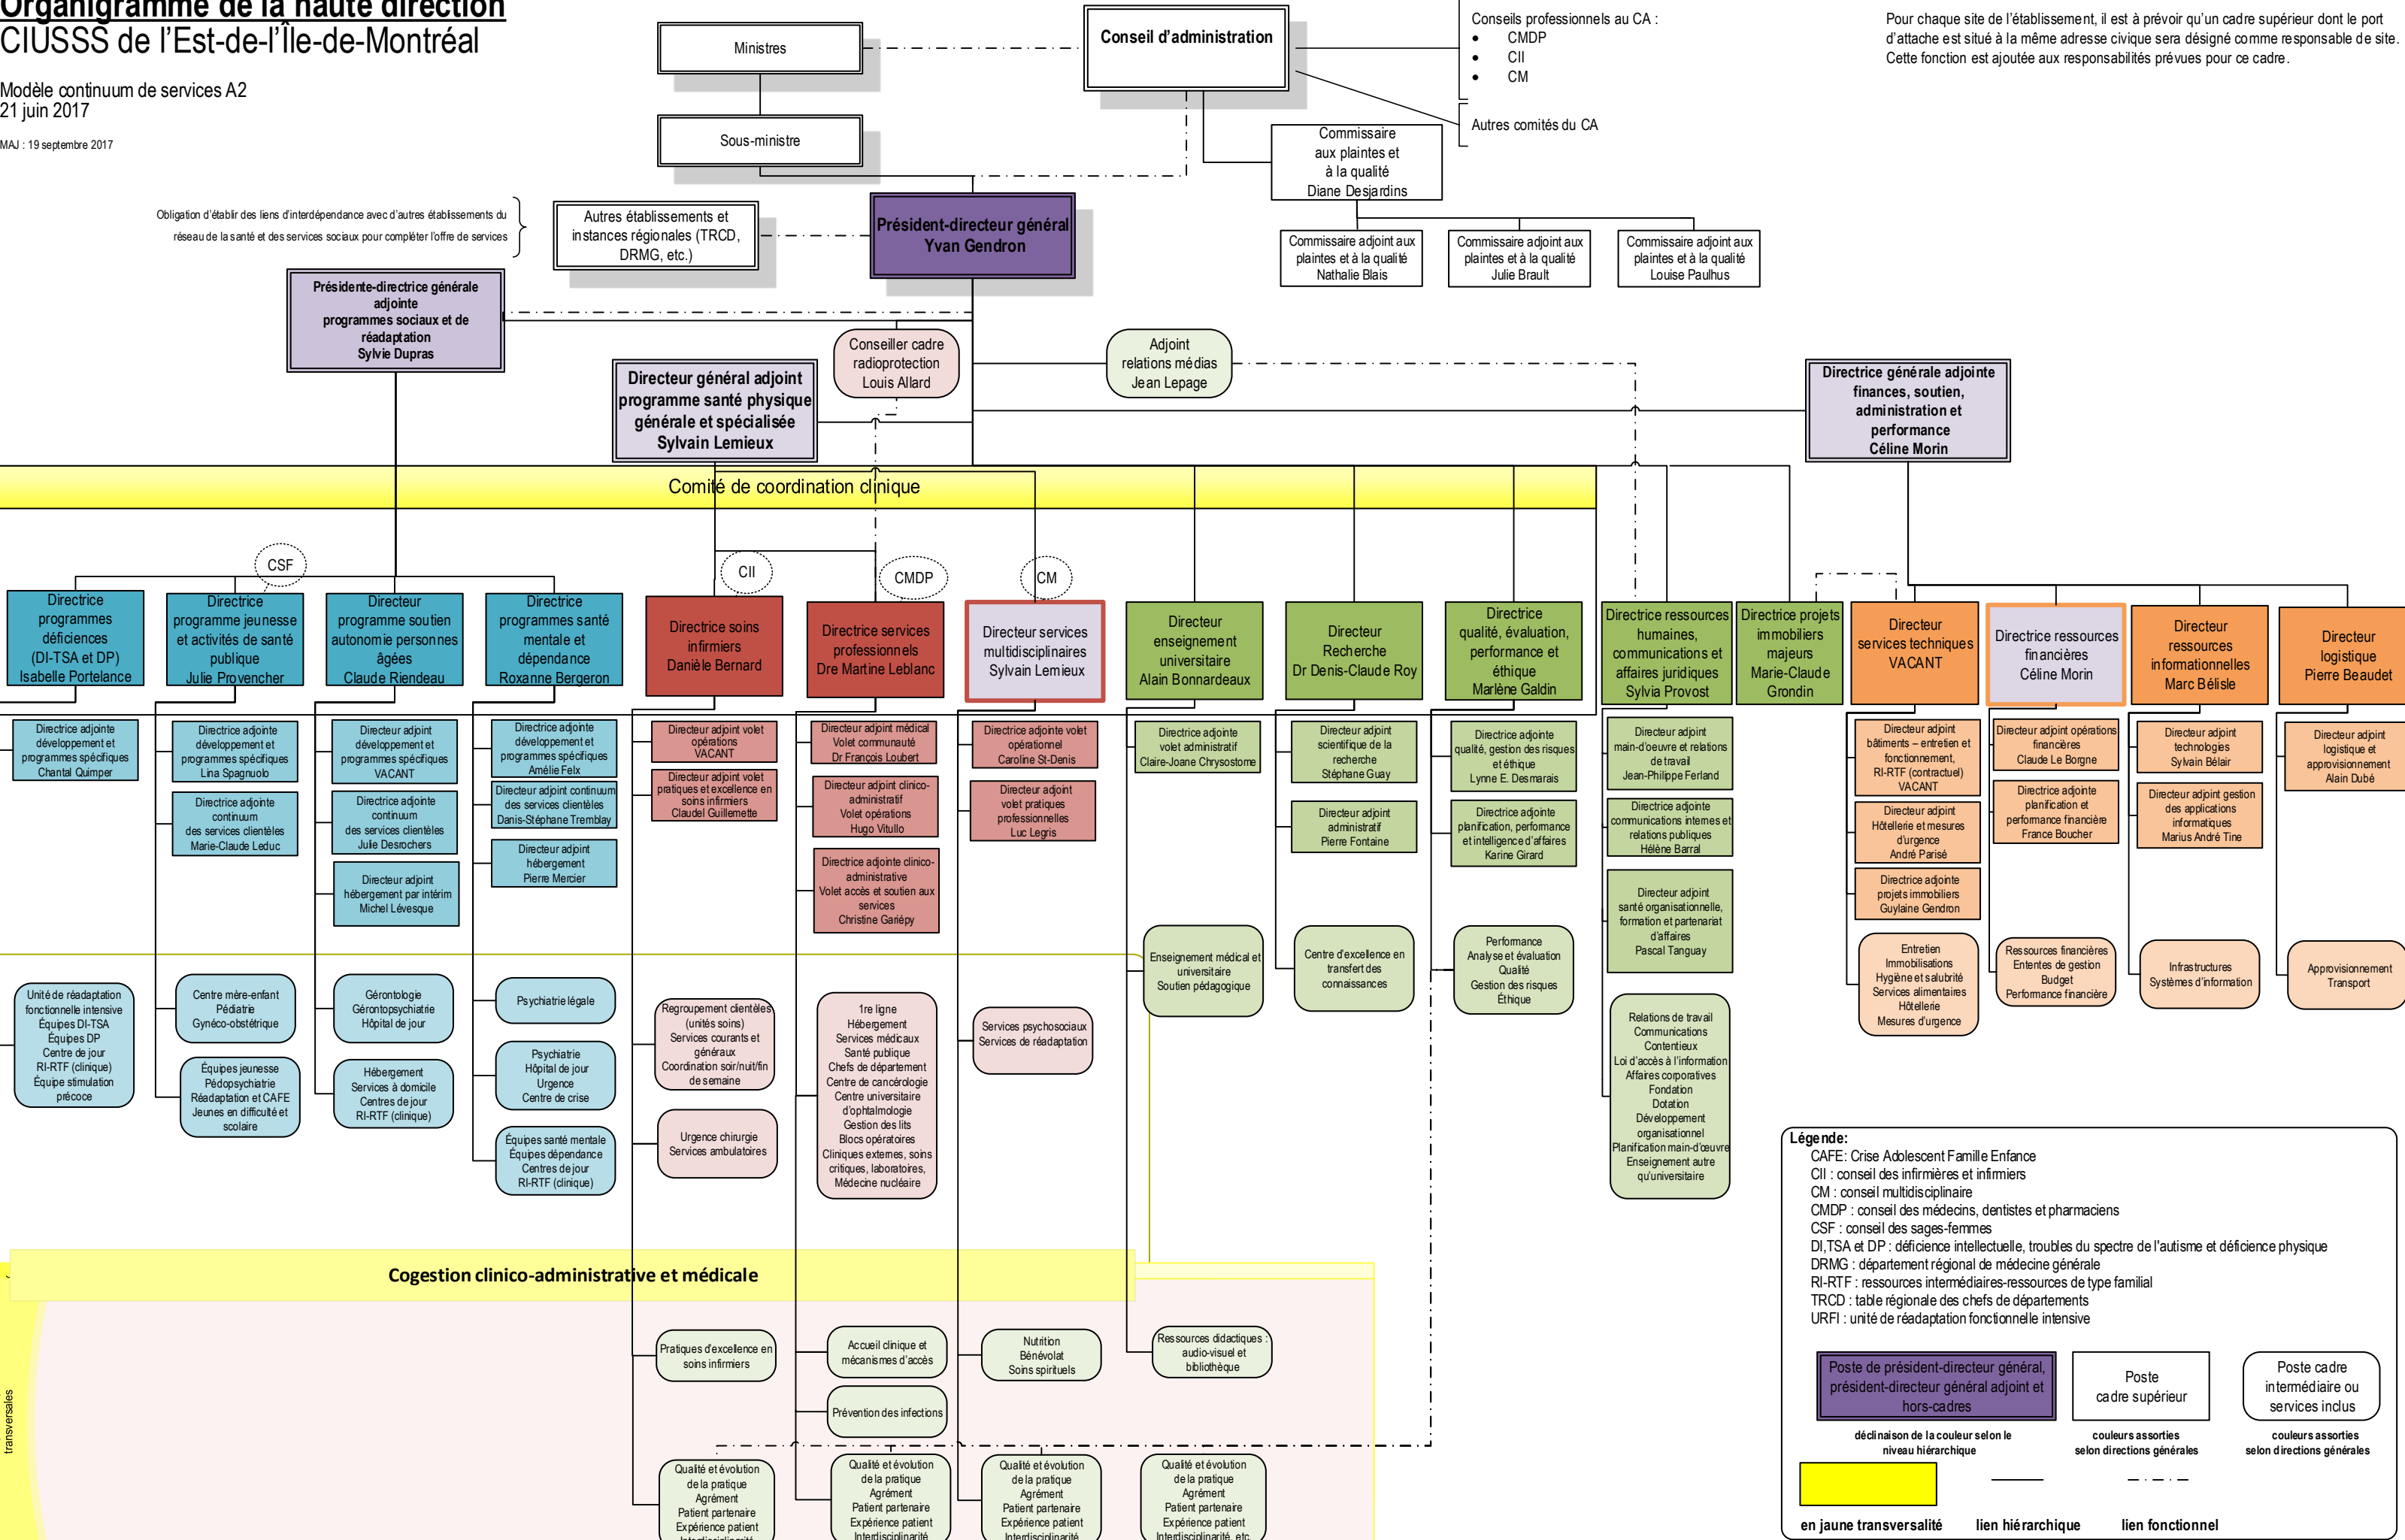 Organigramme de la haute direction
CIUSSS de l'Est-de-l'Île-de-Montréal
Modèle continuum de services A2
21 juin 2017
MAJ : 19 septembre 2017
Ministres
Sous-ministre
Conseil d'administration
Conseils professionnels au CA :
• CMDP
• CII
• CM
Autres comités du CA
Pour chaque site de l'établissement, il est à prévoir qu'un cadre supérieur dont le port
d'attache est situé à la même adresse civique sera désigné comme responsable de site.
Cette fonction est ajoutée aux responsabilités prévues pour ce cadre.
Commissaire
aux plaintes et
à la qualité
Diane Desjardins
Commissaire adjoint aux
plaintes et à la qualité
Nathalie Blais
Commissaire adjoint aux
plaintes et à la qualité
Julie Brault
Commissaire adjoint aux
plaintes et à la qualité
Louise Paulhus
Obligation d'établir des liens d'interdépendance avec d'autres établissements du
réseau de la santé et des services sociaux pour compléter l'offre de services
Autres établissements et
instances régionales (TRCD,
DRMG, etc.)
Président-directeur général
Yvan Gendron
Présidente-directrice générale
adjointe
programmes sociaux et de
réadaptation
Sylvie Dupras
Directeur général adjoint
programme santé physique
générale et spécialisée
Sylvain Lemieux
Conseiller cadre
radioprotection
Louis Allard
Adjoint
relations médias
Jean Lepage
Directrice générale adjointe
finances, soutien,
administration et
performance
Céline Morin
Comité de coordination clinique
CSF
CII
CMDP
CM
Directrice
programmes
déficiences
(DI-TSA et DP)
Isabelle Portelance
Directrice
programme jeunesse
et activités de santé
publique
Julie Provencher
Directeur
programme soutien
autonomie personnes
âgées
Claude Riendeau
Directrice
programmes santé
mentale et
dépendance
Roxanne Bergeron
Directrice soins
infirmiers
Danièle Bernard
Directrice services
professionnels
Dre Martine Leblanc
Directeur services
multidisciplinaires
Sylvain Lemieux
Directeur
enseignement
universitaire
Alain Bonnardeaux
Directeur
Recherche
Dr Denis-Claude Roy
Directrice
qualité, évaluation,
performance et
éthique
Marlène Galdin
Directrice ressources
humaines,
communications et
affaires juridiques
Sylvia Provost
Directrice projets
immobiliers
majeurs
Marie-Claude
Grondin
Directeur
services techniques
VACANT
Directrice ressources
financières
Céline Morin
Directeur
ressources
informationnelles
Marc Bélisle
Directeur
logistique
Pierre Beaudet
Directrice adjointe
développement et
programmes spécifiques
Chantal Quimper
Directrice adjointe
développement et
programmes spécifiques
Lina Spagnuolo
Directrice adjointe
continuum
des services clientèles
Marie-Claude Leduc
Directeur adjoint
développement et
programmes spécifiques
VACANT
Directrice adjointe
continuum
des services clientèles
Julie Desrochers
Directeur adjoint
hébergement par intérim
Michel Lévesque
Directrice adjointe
développement et
programmes spécifiques
Amélie Felx
Directeur adjoint continuum
des services clientèles
Danis-Stéphane Tremblay
Directeur adjoint
hébergement
Pierre Mercier
Directeur adjoint volet
opérations
VACANT
Directeur adjoint volet
pratiques et excellence en
soins infirmiers
Claudel Guillemette
Directeur adjoint médical
Volet communauté
Dr François Loubert
Directeur adjoint clinico-
administratif
Volet opérations
Hugo Vitullo
Directrice adjointe clinico-
administrative
Volet accès et soutien aux
services
Christine Gariépy
Directrice adjointe volet
opérationnel
Caroline St-Denis
Directeur adjoint
volet pratiques
professionnelles
Luc Legris
Directrice adjointe
volet administratif
Claire-Joane Chrysostome
Directeur adjoint
scientifique de la
recherche
Stéphane Guay
Directeur adjoint
administratif
Pierre Fontaine
Directrice adjointe
qualité, gestion des risques
et éthique
Lynne E. Desmarais
Directrice adjointe
planification, performance
et intelligence d'affaires
Karine Girard
Directeur adjoint
main-d'oeuvre et relations
de travail
Jean-Philippe Ferland
Directrice adjointe
communications internes et
relations publiques
Hélène Barral
Directeur adjoint
santé organisationnelle,
formation et partenariat
d'affaires
Pascal Tanguay
Directeur adjoint
bâtiments – entretien et
fonctionnement,
RI-RTF (contractuel)
VACANT
Directeur adjoint
Hôtellerie et mesures
d'urgence
André Parisé
Directrice adjointe
projets immobiliers
Guylaine Gendron
Directeur adjoint opérations
financières
Claude Le Borgne
Directrice adjointe
planification et
performance financière
France Boucher
Directeur adjoint
technologies
Sylvain Bélair
Directeur adjoint gestion
des applications
informatiques
Marius André Tine
Directeur adjoint
logistique et
approvisionnement
Alain Dubé
Unité de réadaptation
fonctionnelle intensive
Équipes DI-TSA
Équipes DP
Centre de jour
RI-RTF (clinique)
Équipe stimulation
précoce
Centre mère-enfant
Pédiatrie
Gynéco-obstétrique
Équipes jeunesse
Pédopsychiatrie
Réadaptation et CAFE
Jeunes en difficulté et
scolaire
Gérontologie
Gérontopsychiatrie
Hôpital de jour
Hébergement
Services à domicile
Centres de jour
RI-RTF (clinique)
Psychiatrie légale
Psychiatrie
Hôpital de jour
Urgence
Centre de crise
Équipes santé mentale
Équipes dépendance
Centres de jour
RI-RTF (clinique)
Regroupement clientèles
(unités soins)
Services courants et
généraux
Coordination soir/nuit/fin
de semaine
Urgence chirurgie
Services ambulatoires
1re ligne
Hébergement
Services médicaux
Santé publique
Chefs de département
Centre de cancérologie
Centre universitaire
d'ophtalmologie
Gestion des lits
Blocs opératoires
Cliniques externes, soins
critiques, laboratoires,
Médecine nucléaire
Services psychosociaux
Services de réadaptation
Enseignement médical et
universitaire
Soutien pédagogique
Centre d'excellence en
transfert des
connaissances
Performance
Analyse et évaluation
Qualité
Gestion des risques
Éthique
Relations de travail
Communications
Contentieux
Loi d'accès à l'information
Affaires corporatives
Fondation
Dotation
Développement
organisationnel
Planification main-d'œuvre
Enseignement autre
qu'universitaire
Entretien
Immobilisations
Hygiène et salubrité
Services alimentaires
Hôtellerie
Mesures d'urgence
Ressources financières
Ententes de gestion
Budget
Performance financière
Infrastructures
Systèmes d'information
Approvisionnement
Transport
Cogestion clinico-administrative et médicale
transversales
Pratiques d'excellence en
soins infirmiers
Accueil clinique et
mécanismes d'accès
Prévention des infections
Nutrition
Bénévolat
Soins spirituels
Ressources didactiques :
audio-visuel et
bibliothèque
Qualité et évolution
de la pratique
Agrément
Patient partenaire
Expérience patient
Interdisciplinarité
Qualité et évolution
de la pratique
Agrément
Patient partenaire
Expérience patient
Interdisciplinarité
Qualité et évolution
de la pratique
Agrément
Patient partenaire
Expérience patient
Interdisciplinarité
Qualité et évolution
de la pratique
Agrément
Patient partenaire
Expérience patient
Interdisciplinarité, etc.
Légende:
CAFE: Crise Adolescent Famille Enfance
CII : conseil des infirmières et infirmiers
CM : conseil multidisciplinaire
CMDP : conseil des médecins, dentistes et pharmaciens
CSF : conseil des sages-femmes
DI,TSA et DP : déficience intellectuelle, troubles du spectre de l'autisme et déficience physique
DRMG : département régional de médecine générale
RI-RTF : ressources intermédiaires-ressources de type familial
TRCD : table régionale des chefs de départements
URFI : unité de réadaptation fonctionnelle intensive
Poste de président-directeur général,
président-directeur général adjoint et
hors-cadres
Poste
cadre supérieur
Poste cadre
intermédiaire ou
services inclus
déclinaison de la couleur selon le
niveau hiérarchique
couleurs assorties
selon directions générales
couleurs assorties
selon directions générales
en jaune transversalité
lien hiérarchique
lien fonctionnel